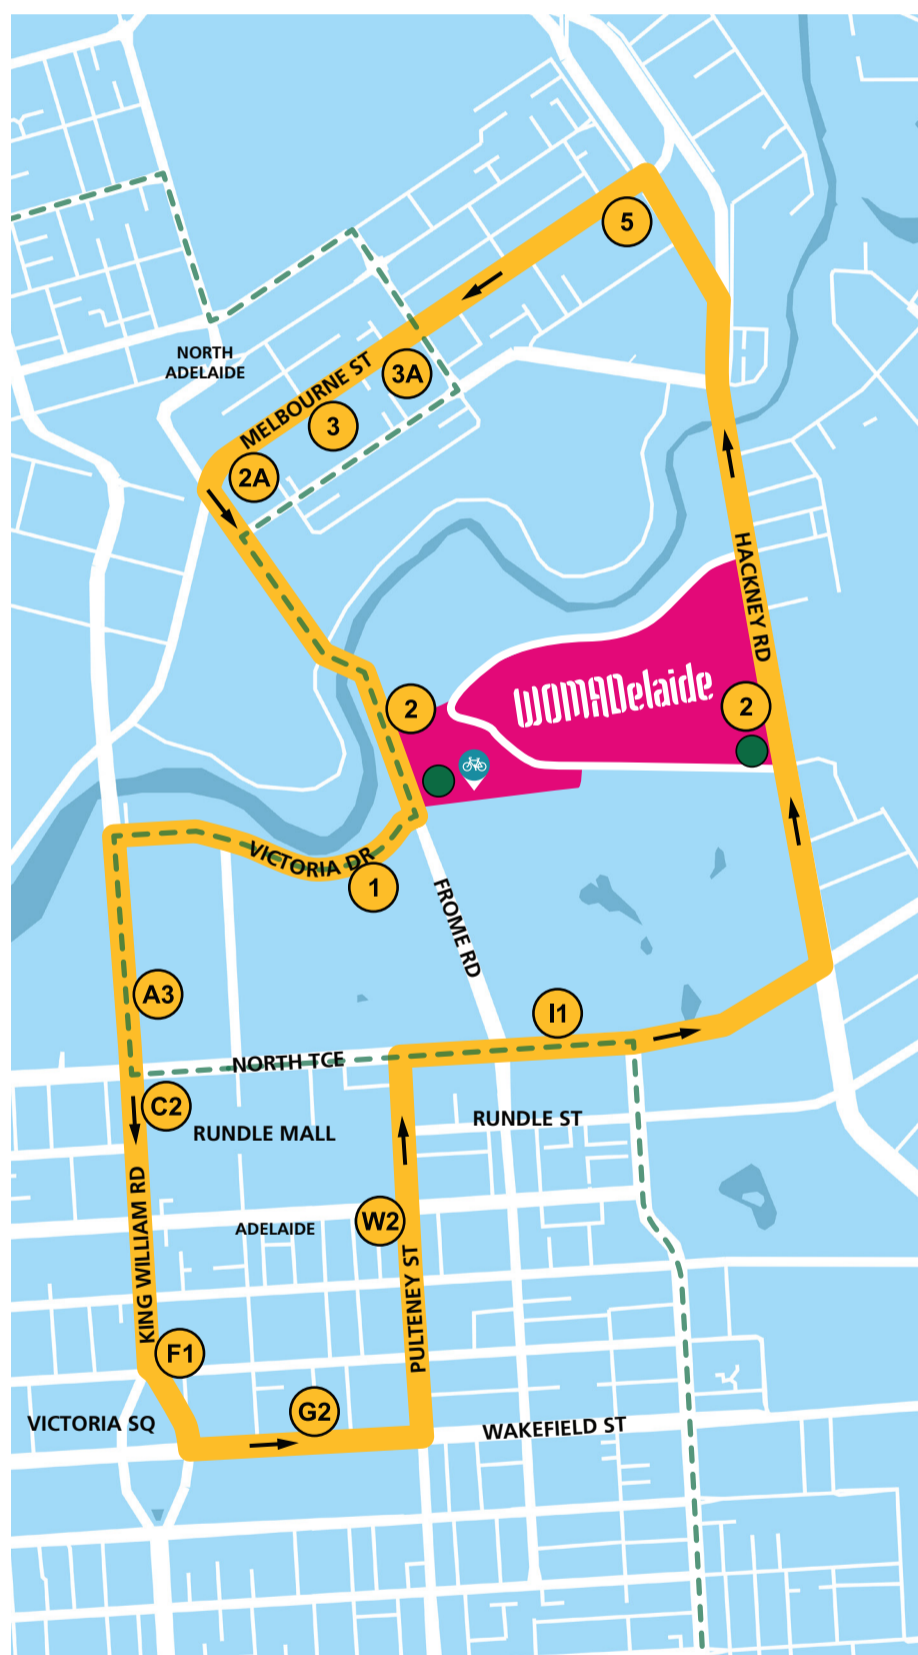 5
NORTH
ADELAIDE
MELBOURNE ST
3A
3
2A
HACKNEY RD
WOMADelaide
2
2
VICTORIA DR
1
FROME RD
A3
I1
NORTH TCE
C2
RUNDLE MALL
RUNDLE ST
KING WILLIAM RD
W2
ADELAIDE
PULTENEY ST
F1
G2
VICTORIA SQ
WAKEFIELD ST